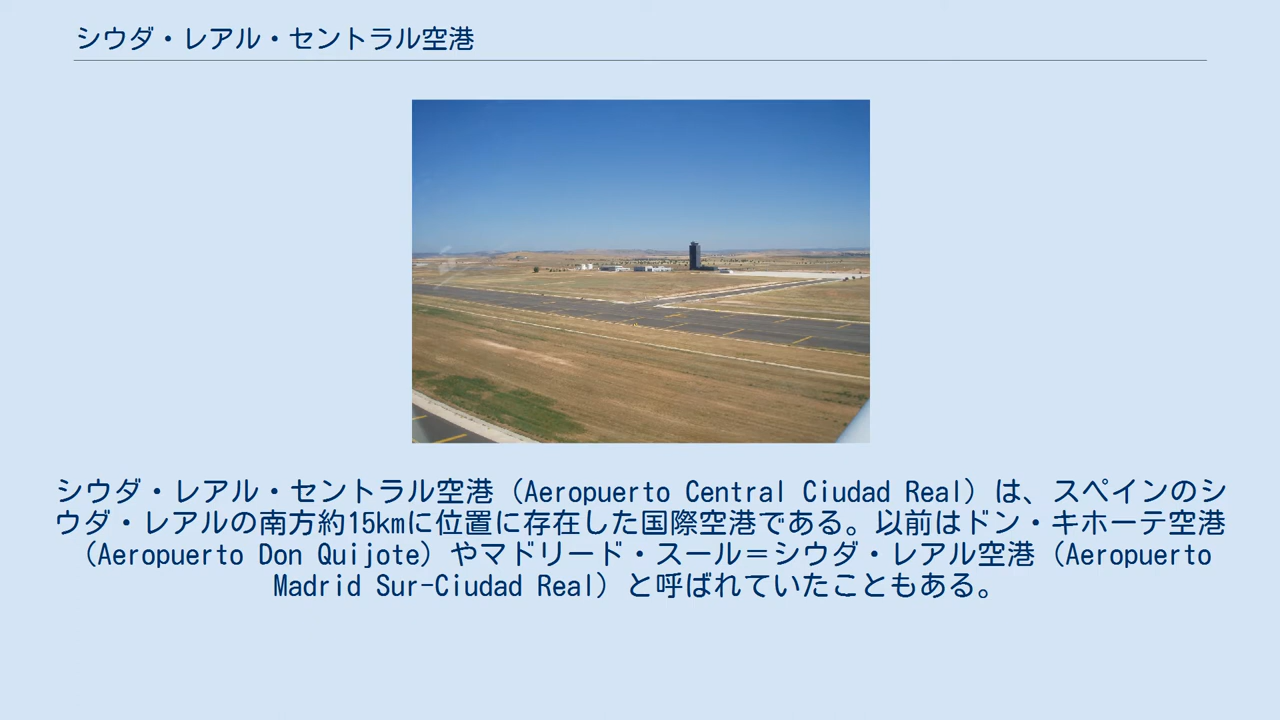 シウダ・レアル・セントラル空港
シウダ・レアル・セントラル空港（Aeropuerto Central Ciudad Real）は、スペインのシ
ウダ・レアルの南方約15kmに位置に存在した国際空港である。以前はドン・キホーテ空港
（Aeropuerto Don Quijote）やマドリード・スール＝シウダ・レアル空港（Aeropuerto
Madrid Sur-Ciudad Real）と呼ばれていたこともある。